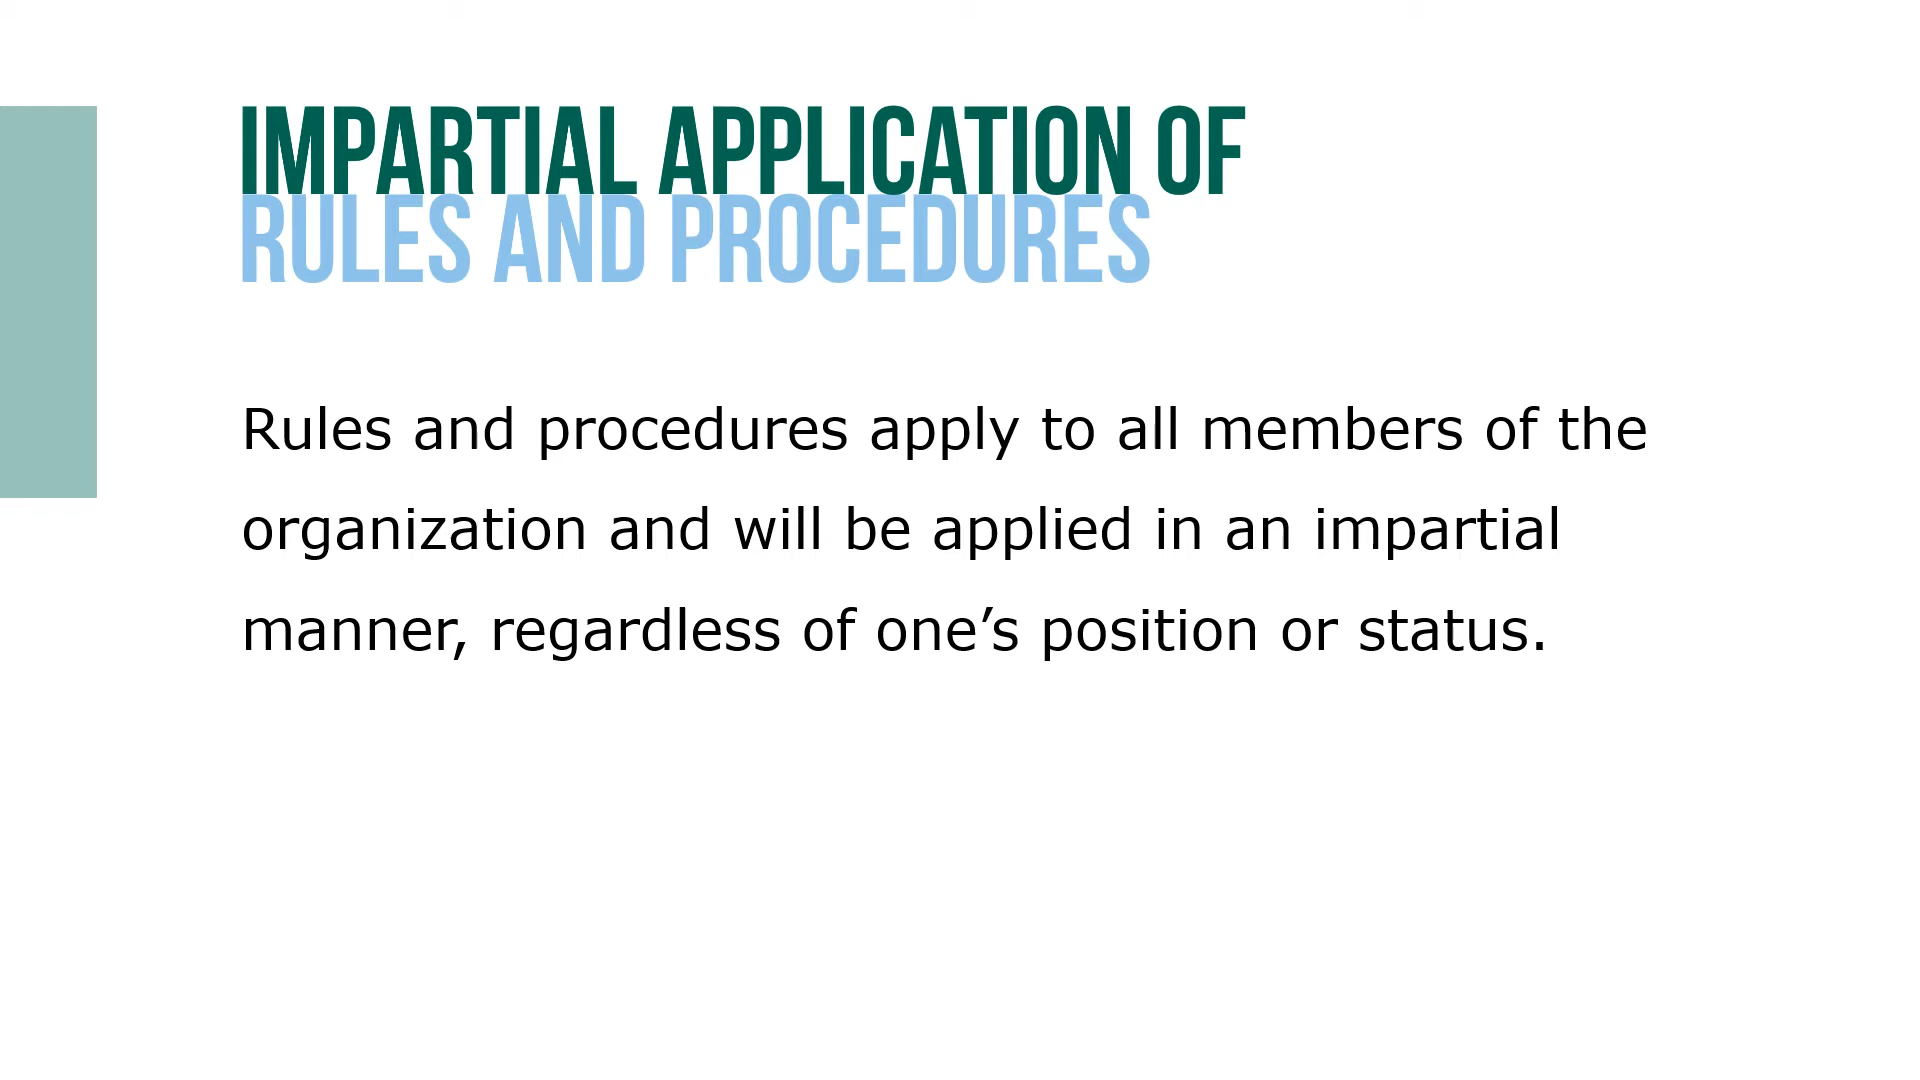 IMPARTIAL APPLICATION OF
RULES AND PROCEDURES
Rules and procedures apply to all members of the
organization and will be applied in an impartial
manner, regardless of one’s position or status.